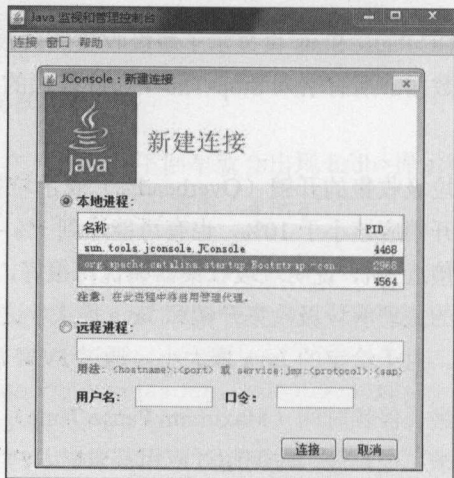 Java 监视和管理控制台
连接 窗口 帮助
JConsole : 新建连接
Java
新建连接
本地进程:
名称 PID
sun.tools.jconsole.JConsole 4468
org.apache.catalina.startup.Bootstrap 2968
4564
注意: 在此进程中将启用管理代理。
远程进程:
用法: <hostname>:<port> 或 service:jmx:<protocol>:<sap>
用户名: 口令:
连接 取消